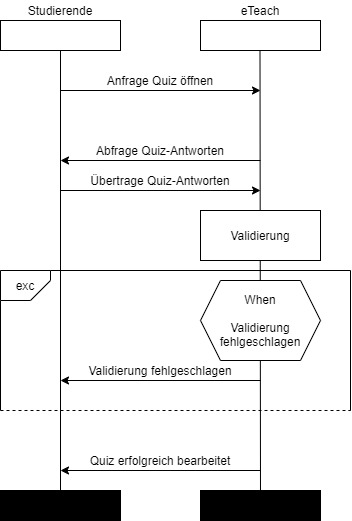 Studierende
eTeach
Anfrage Quiz öffnen
Abfrage Quiz-Antworten
Übertrage Quiz-Antworten
Validierung
exc
When
Validierung
fehlgeschlagen
Validierung fehlgeschlagen
Quiz erfolgreich bearbeitet